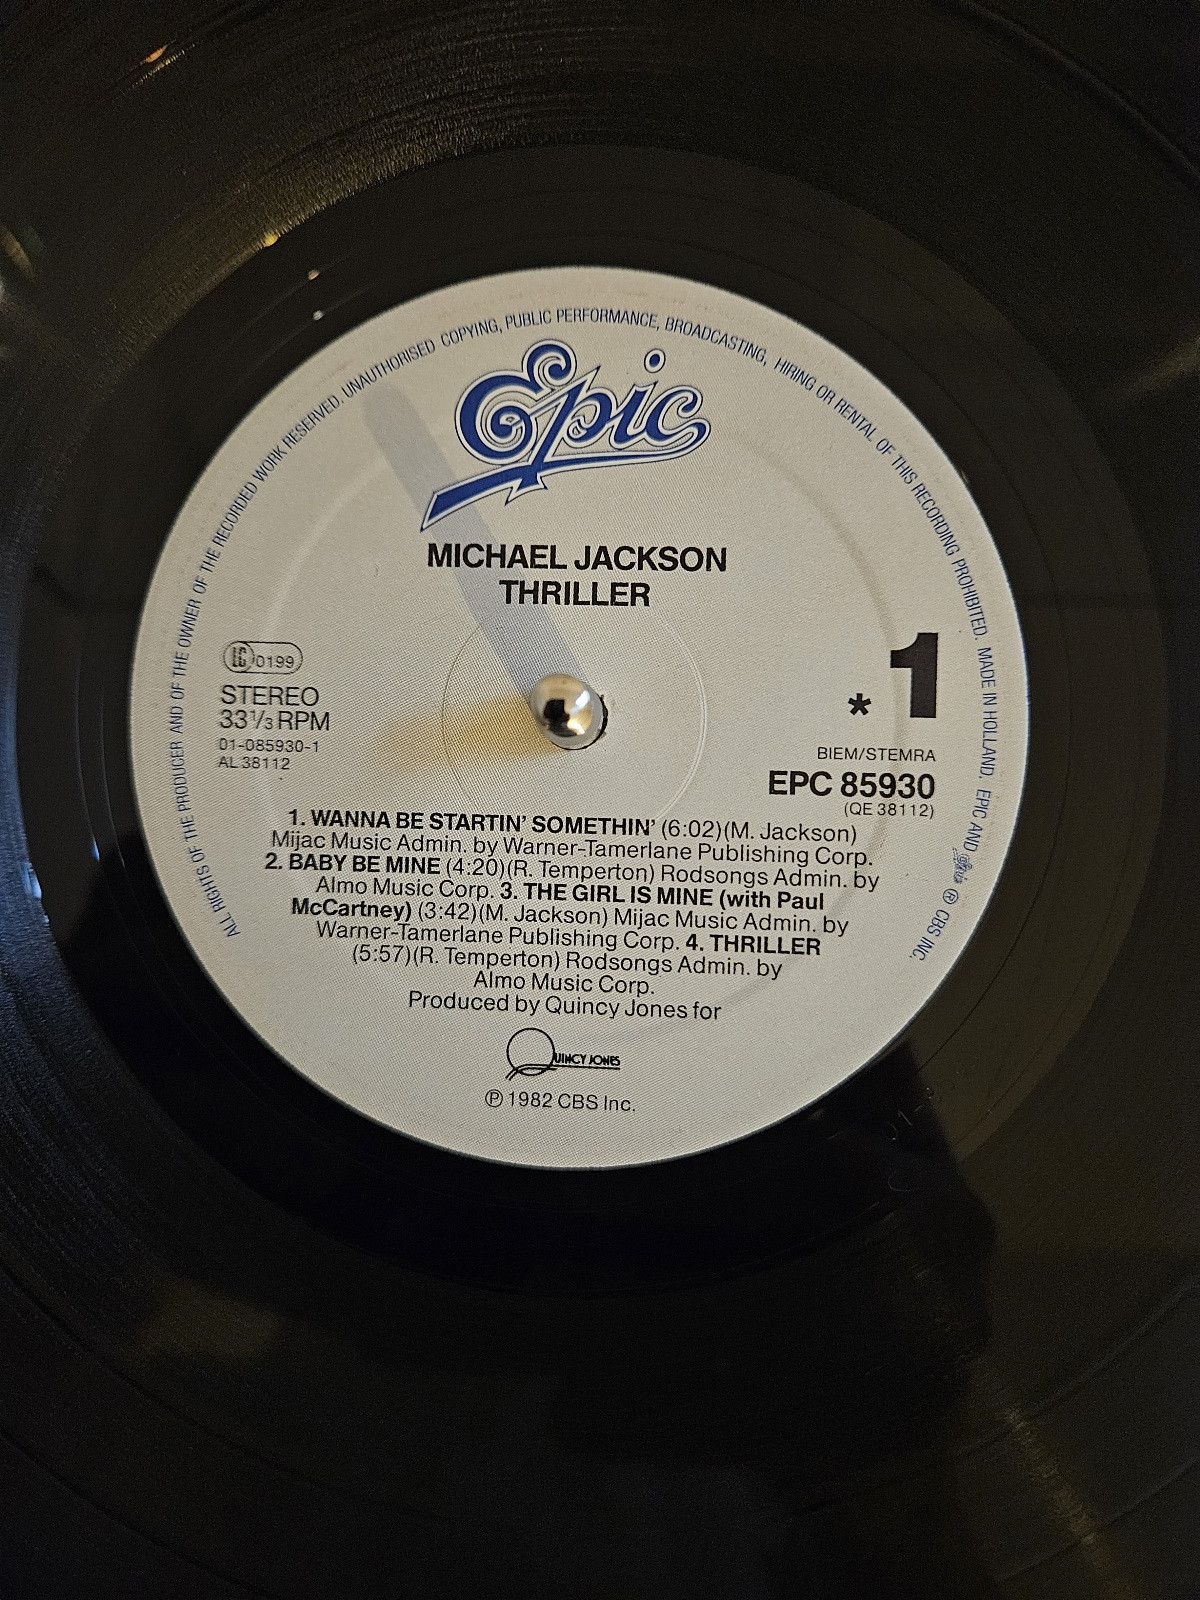 ALL RIGHTS OF THE PRODUCER AND OF THE OWNER OF THE RECORDED WORK RESERVED. UNAUTHORISED COPYING, PUBLIC PERFORMANCE, BROADCASTING, HIRING OR RENTAL OF THIS RECORDING PROHIBITED. MADE IN HOLLAND. EPIC AND ® CBS INC.
Epic
MICHAEL JACKSON
THRILLER
LC 0199
STEREO
33⅓ RPM
01-085930-1
AL 38112
* 1
BIEM/STEMRA
EPC 85930
(QE 38112)
1. WANNA BE STARTIN' SOMETHIN' (6:02)(M. Jackson)
Mijac Music Admin. by Warner-Tamerlane Publishing Corp.
2. BABY BE MINE (4:20)(R. Temperton) Rodsongs Admin. by
Almo Music Corp. 3. THE GIRL IS MINE (with Paul
McCartney) (3:42)(M. Jackson) Mijac Music Admin. by
Warner-Tamerlane Publishing Corp. 4. THRILLER
(5:57)(R. Temperton) Rodsongs Admin. by
Almo Music Corp.
Produced by Quincy Jones for
QUINCY JONES
℗ 1982 CBS Inc.